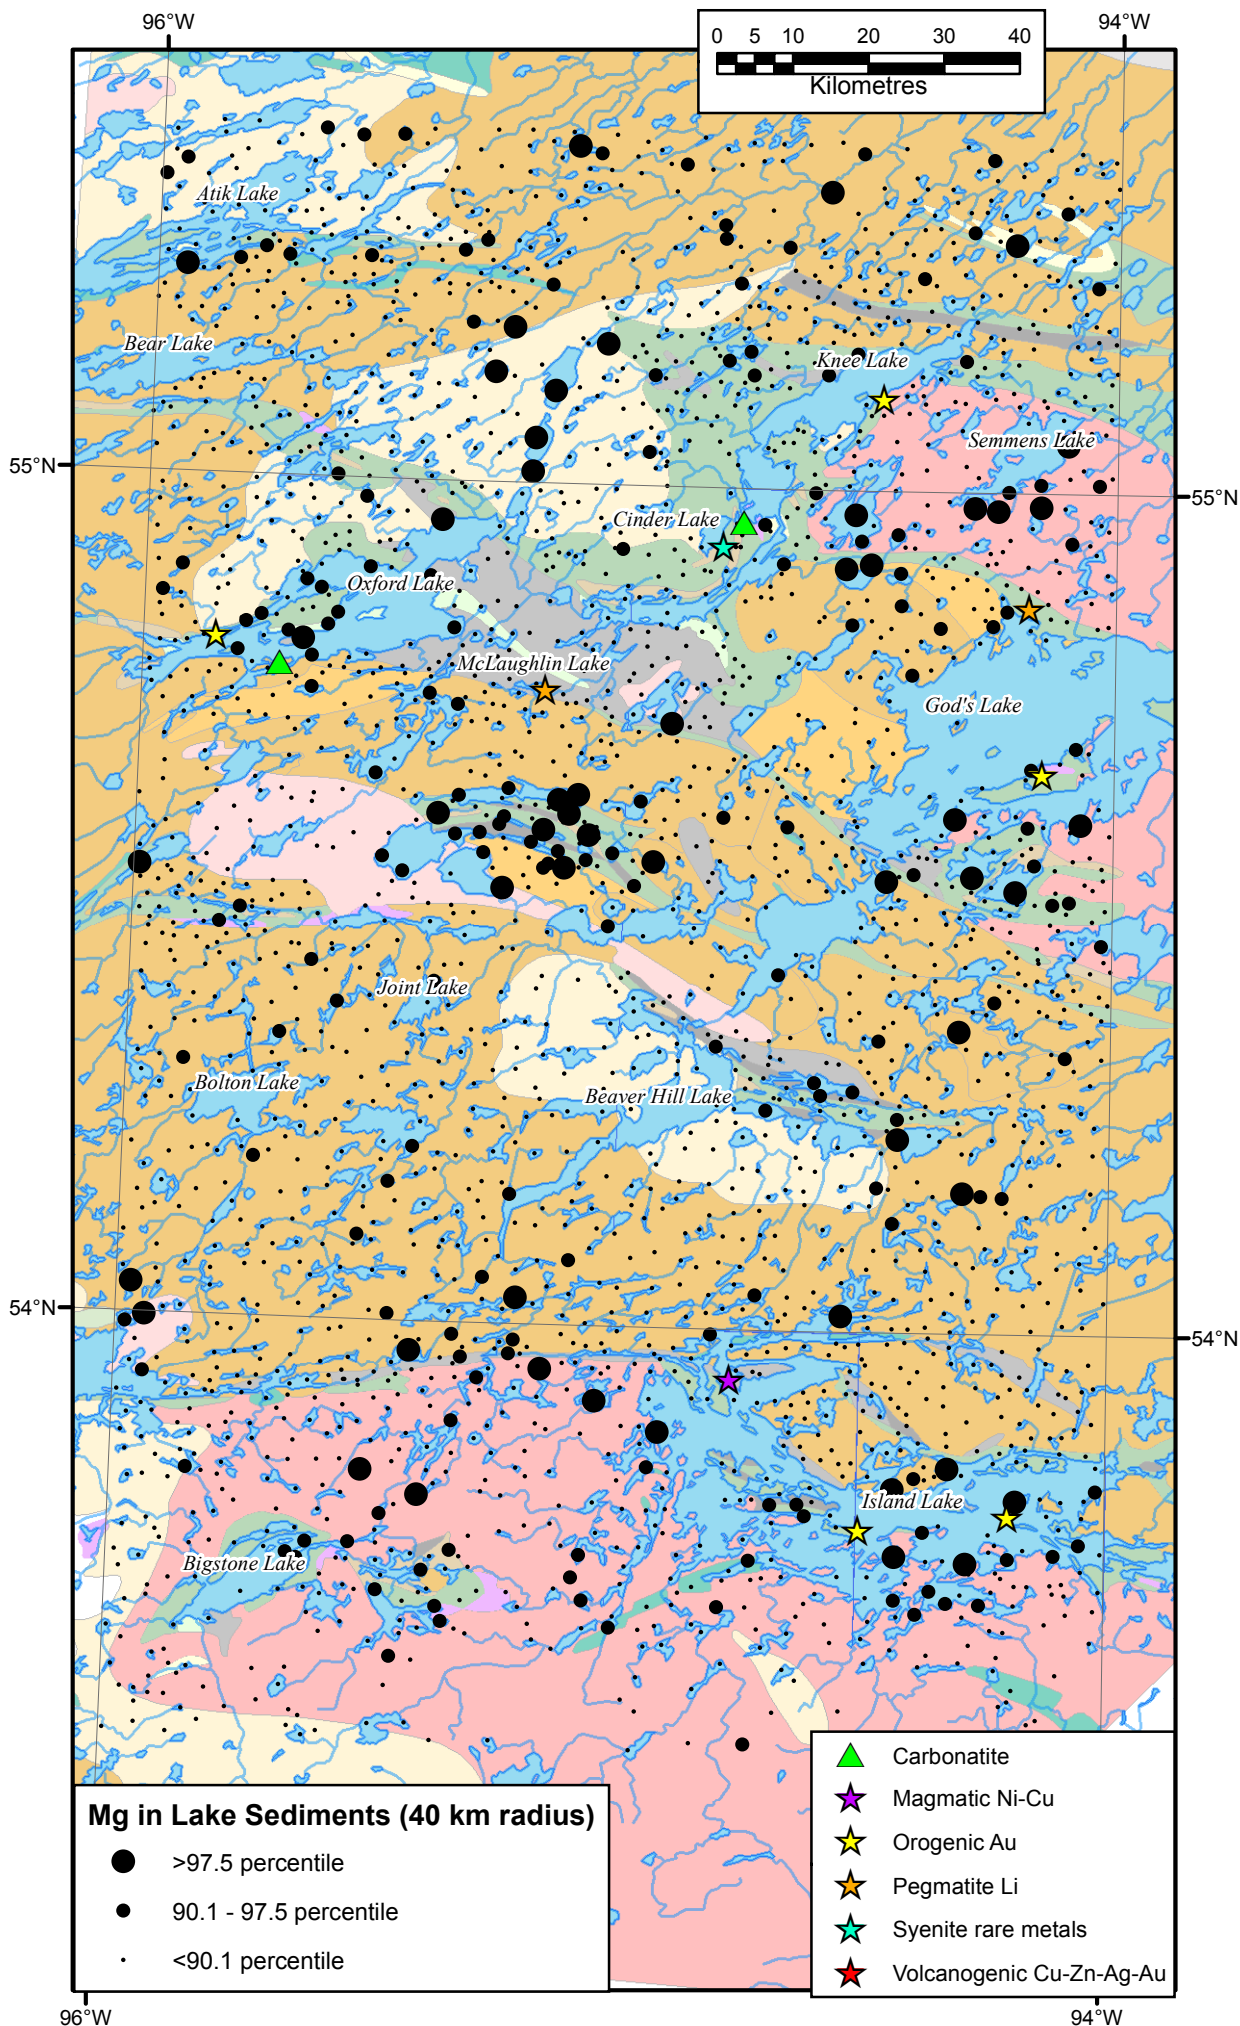 96°W
94°W
0 5 10 20 30 40
Kilometres
Atik Lake
Bear Lake
Knee Lake
Semmens Lake
55°N
55°N
Cinder Lake
Oxford Lake
McLaughlin Lake
God's Lake
Joint Lake
Bolton Lake
Beaver Hill Lake
54°N
54°N
Island Lake
Bigstone Lake
Mg in Lake Sediments (40 km radius)
>97.5 percentile
90.1 - 97.5 percentile
<90.1 percentile
Carbonatite
Magmatic Ni-Cu
Orogenic Au
Pegmatite Li
Syenite rare metals
Volcanogenic Cu-Zn-Ag-Au
96°W
94°W